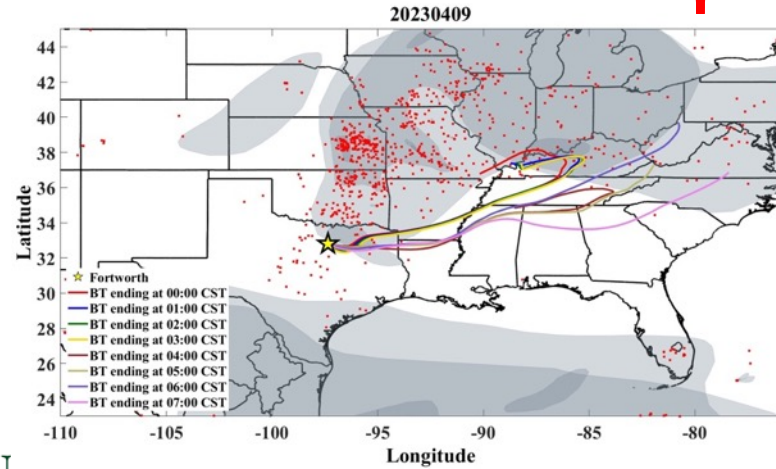 20230409
44
42
40
38
36
34
32
30
28
26
24
Latitude
Fortworth
BT ending at 00:00 CST
BT ending at 01:00 CST
BT ending at 02:00 CST
BT ending at 03:00 CST
BT ending at 04:00 CST
BT ending at 05:00 CST
BT ending at 06:00 CST
BT ending at 07:00 CST
-110 -105 -100 -95 -90 -85 -80
Longitude